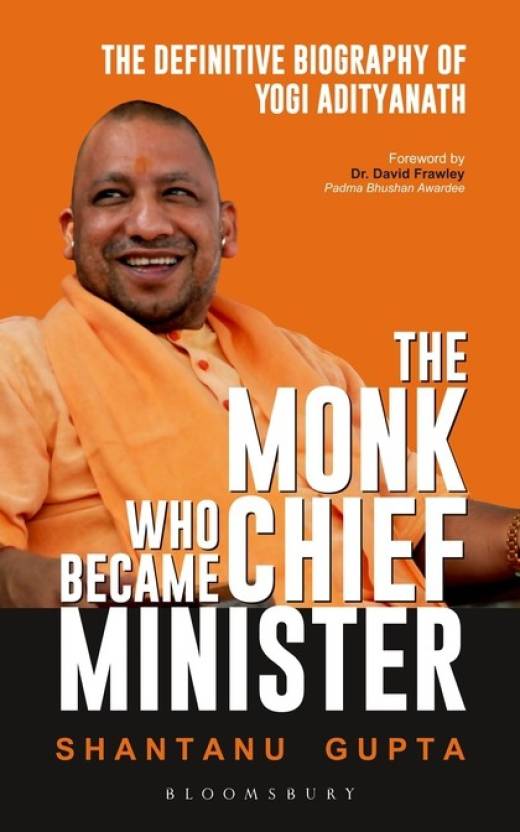 THE DEFINITIVE BIOGRAPHY OF
YOGI ADITYANATH
Foreword by
Dr. David Frawley
Padma Bhushan Awardee
THE
MONK
WHO
BECAME
CHIEF
MINISTER
SHANTANU GUPTA
BLOOMSBURY